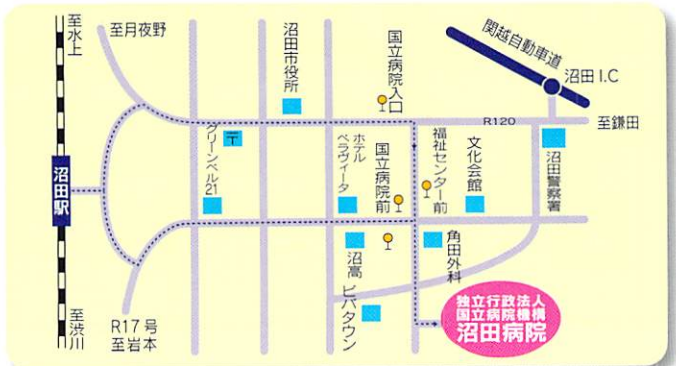 至水上
至月夜野
沼田市役所
国立病院入口
関越自動車道
沼田 I.C
R120
至鎌田
グリーンベル21
〒
ホテル
ベラヴィータ
国立病院前
福祉センター前
文化会館
沼田警察署
沼田駅
沼高
角田外科
ビバタウン
至渋川
R17号
至岩本
独立行政法人
国立病院機構
沼田病院